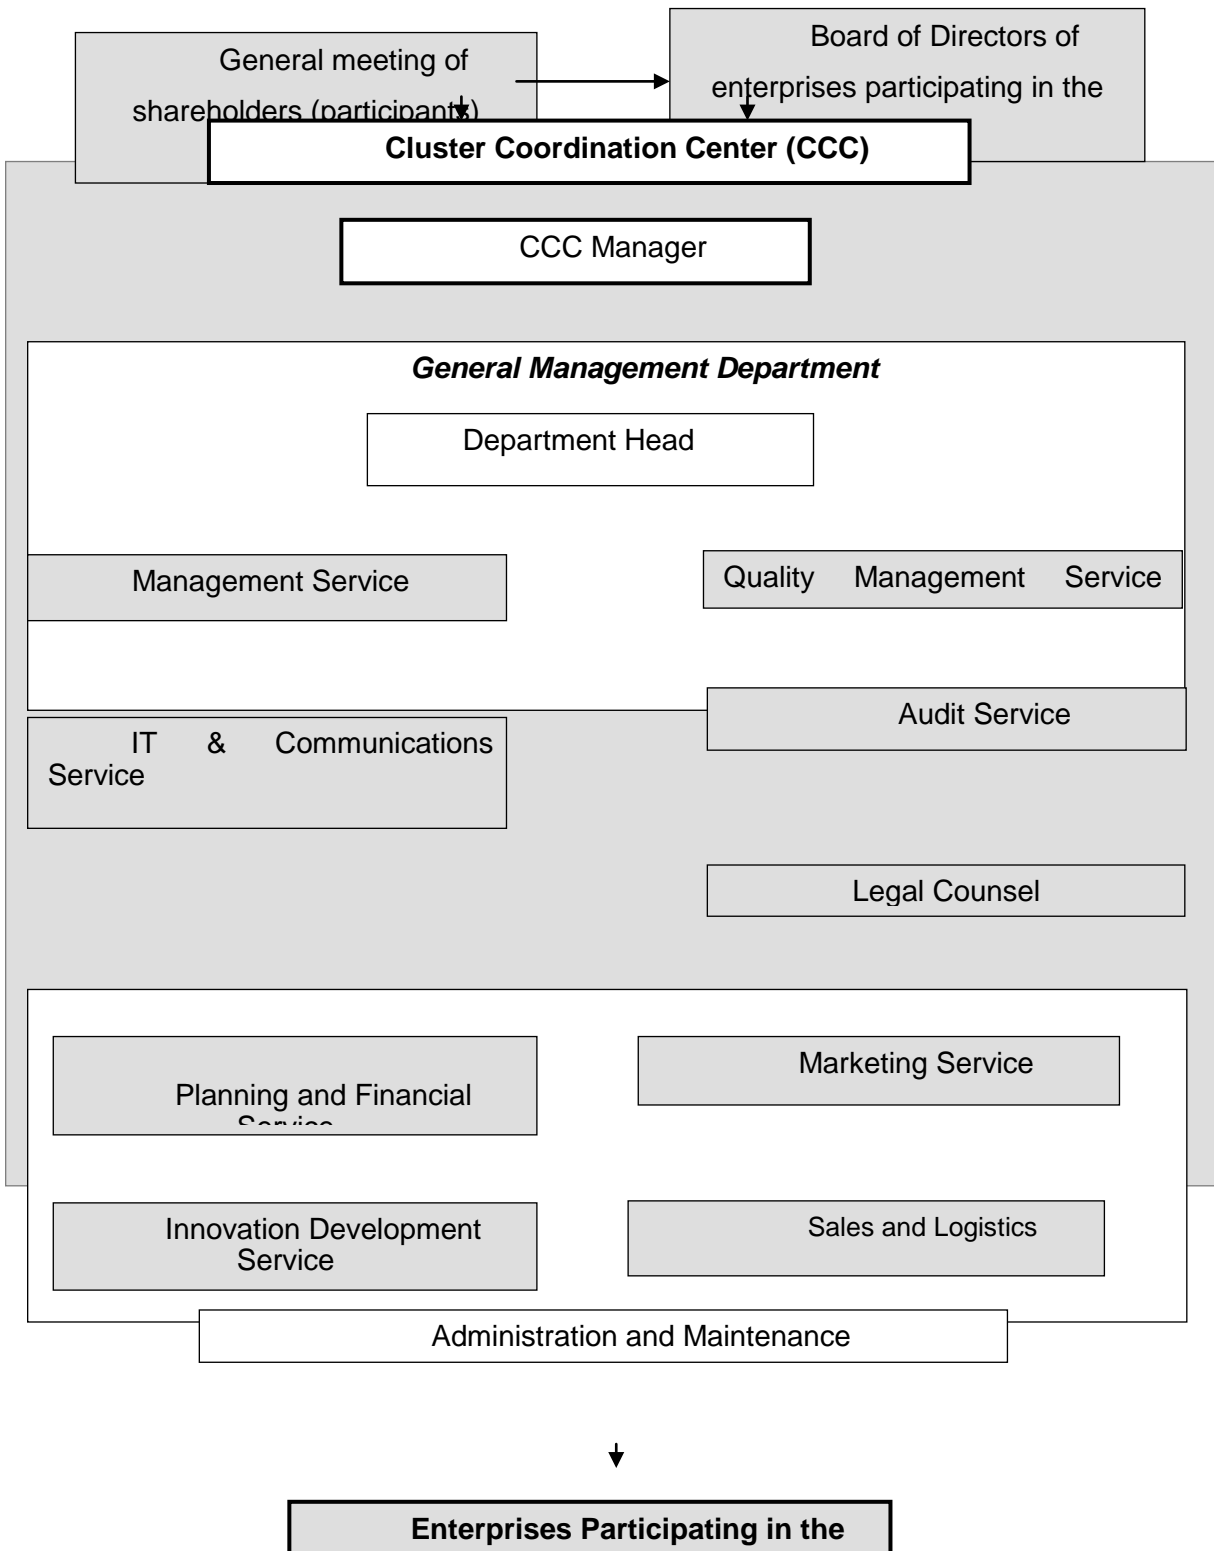 General meeting of
shareholders (participants)
Board of Directors of
enterprises participating in the
Cluster Coordination Center (CCC)
CCC Manager
General Management Department
Department Head
Management Service
Quality Management Service
Audit Service
IT & Communications
Service
Legal Counsel
Planning and Financial
Service
Marketing Service
Innovation Development
Service
Sales and Logistics
Administration and Maintenance
Enterprises Participating in the